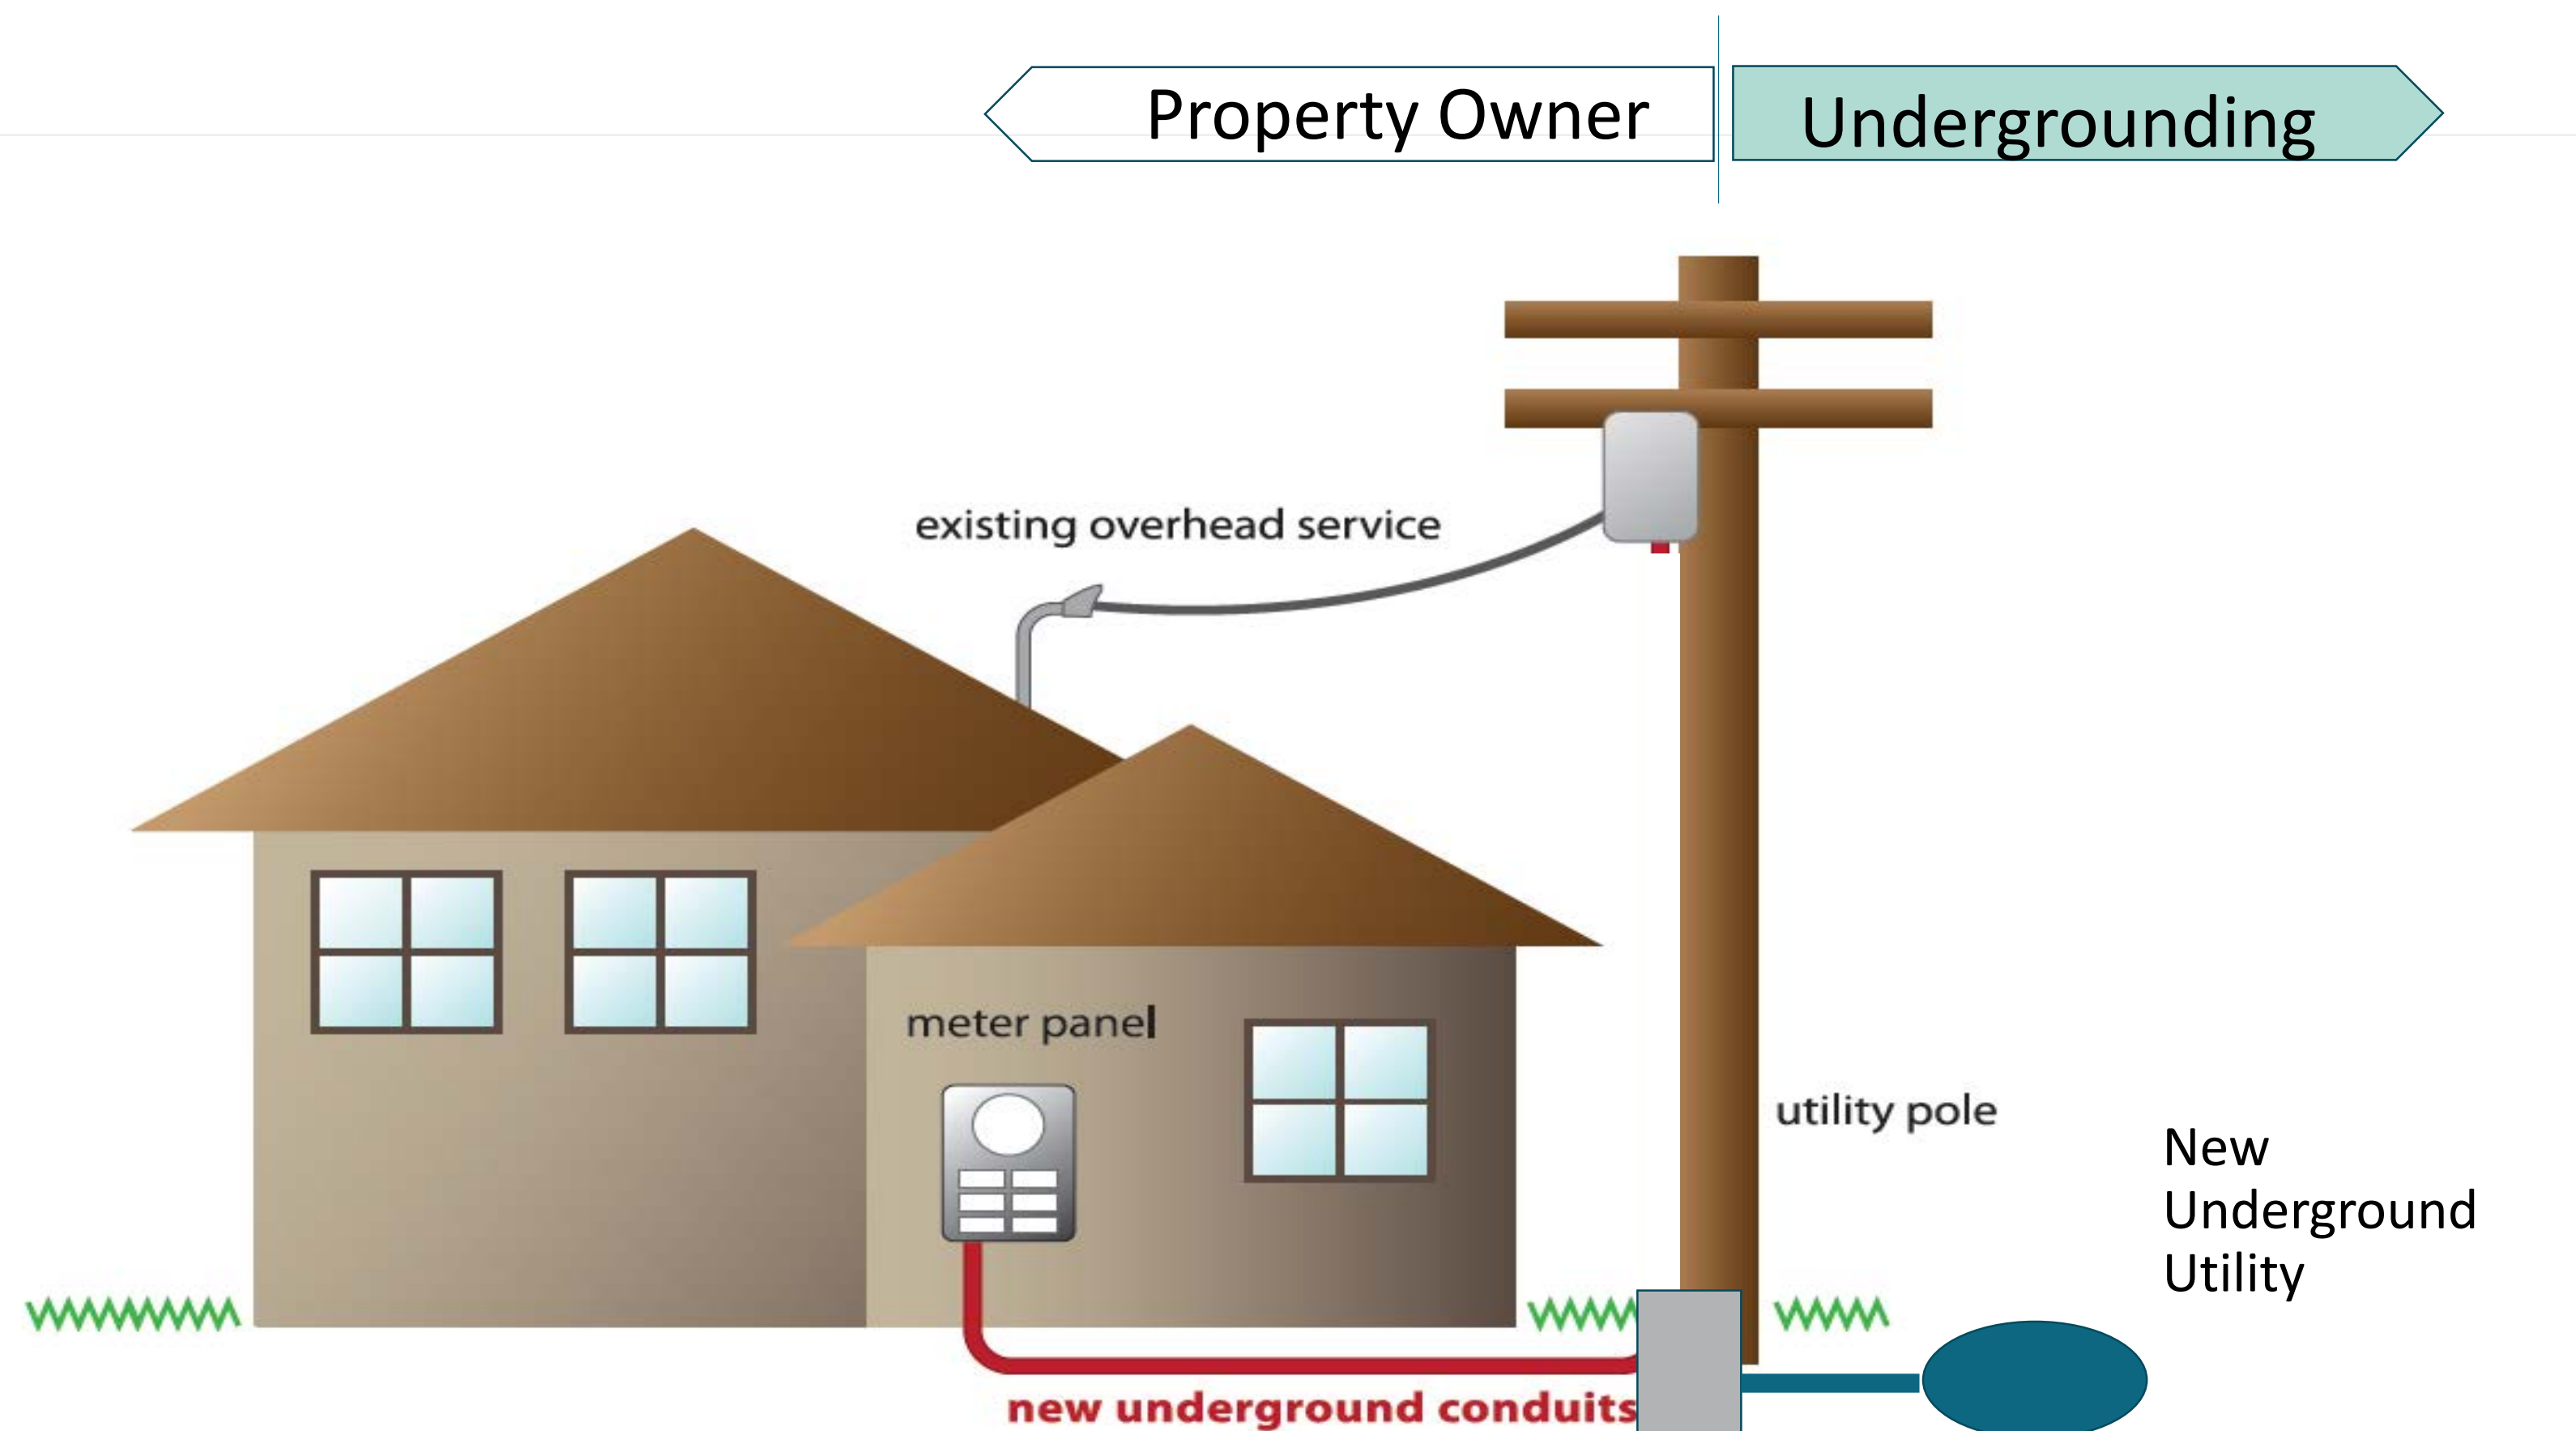 Property Owner
Undergrounding
existing overhead service
meter panel
utility pole
New
Underground
Utility
new underground conduits